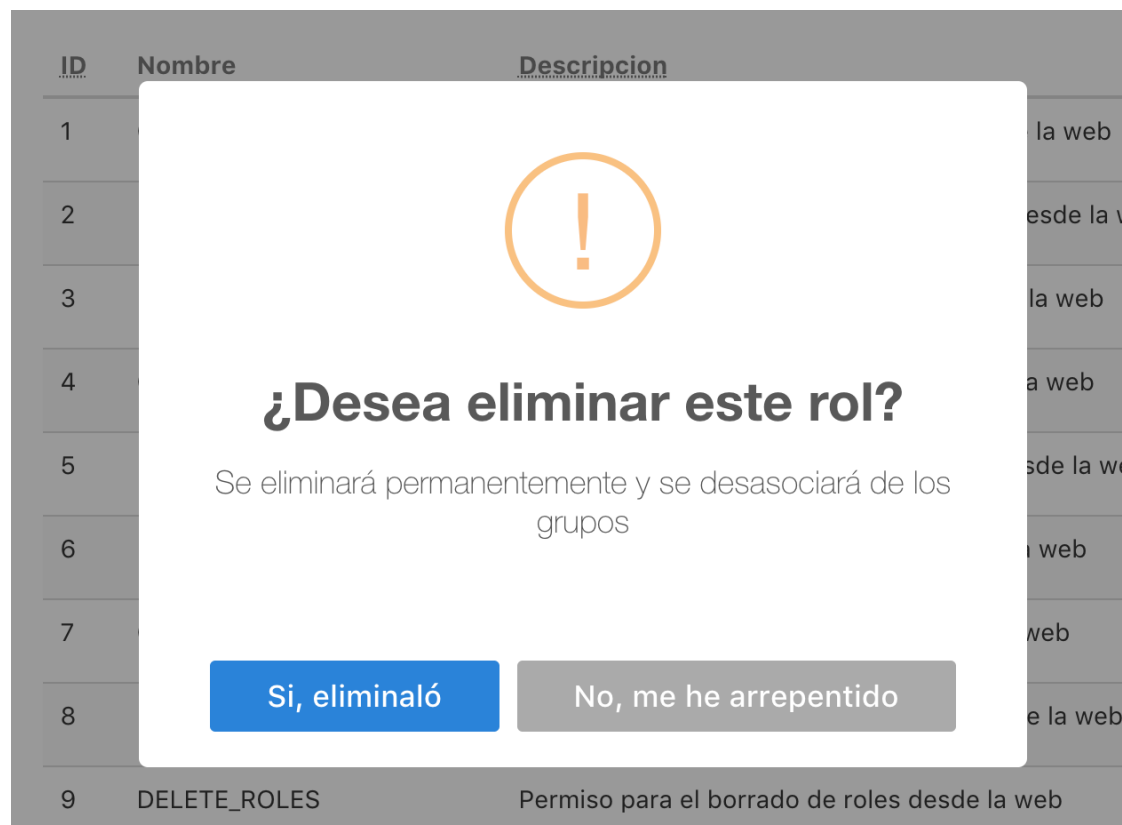 ID Nombre Descripcion
1 la web
2 esde la
3 la web
4 a web
¿Desea eliminar este rol?
5 sde la
Se eliminará permanentemente y se desasociará de los
grupos
6 web
7 web
Si, eliminaló No, me he arrepentido
8 e la web
9 DELETE_ROLES Permiso para el borrado de roles desde la web